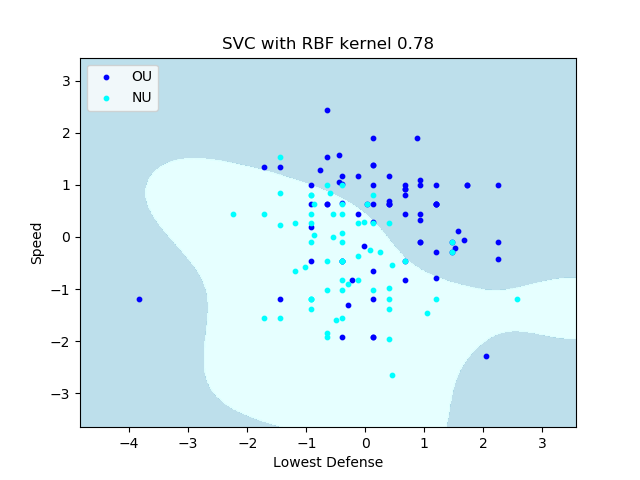 SVC with RBF kernel 0.78
OU
NU
3
2
1
0
−1
−2
−3
Speed
−4 −3 −2 −1 0 1 2 3
Lowest Defense